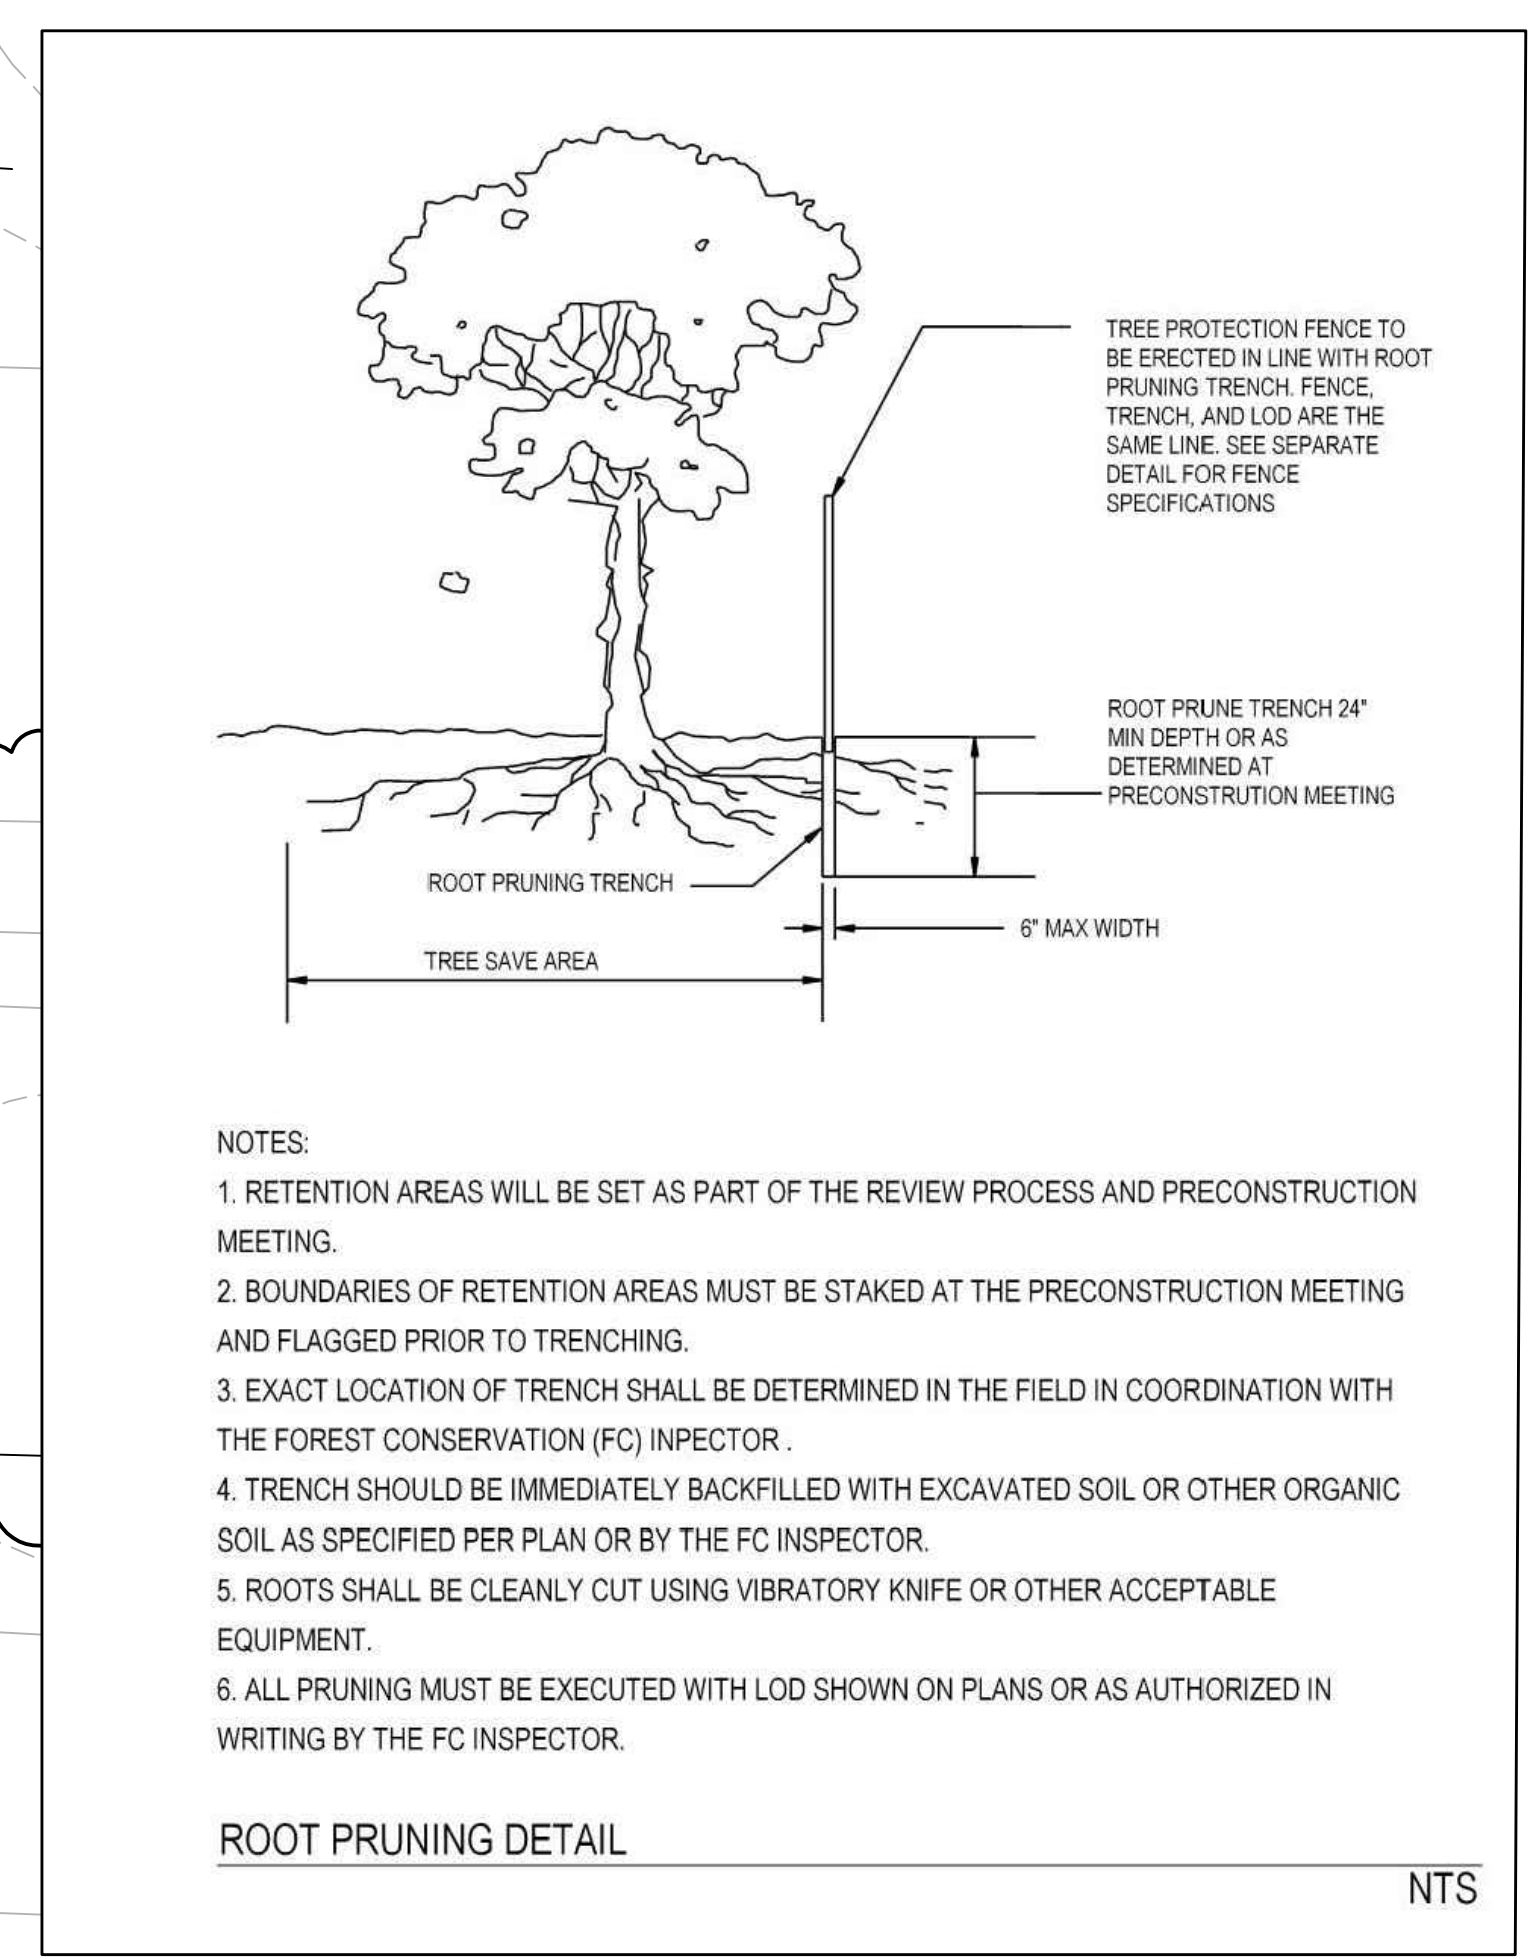 TREE PROTECTION FENCE TO
BE ERECTED IN LINE WITH ROOT
PRUNING TRENCH. FENCE,
TRENCH, AND LOD ARE THE
SAME LINE. SEE SEPARATE
DETAIL FOR FENCE
SPECIFICATIONS
ROOT PRUNE TRENCH 24"
MIN DEPTH OR AS
DETERMINED AT
PRECONSTRUTION MEETING
ROOT PRUNING TRENCH
6" MAX WIDTH
TREE SAVE AREA
NOTES:
1. RETENTION AREAS WILL BE SET AS PART OF THE REVIEW PROCESS AND PRECONSTRUCTION
MEETING.
2. BOUNDARIES OF RETENTION AREAS MUST BE STAKED AT THE PRECONSTRUCTION MEETING
AND FLAGGED PRIOR TO TRENCHING.
3. EXACT LOCATION OF TRENCH SHALL BE DETERMINED IN THE FIELD IN COORDINATION WITH
THE FOREST CONSERVATION (FC) INPECTOR .
4. TRENCH SHOULD BE IMMEDIATELY BACKFILLED WITH EXCAVATED SOIL OR OTHER ORGANIC
SOIL AS SPECIFIED PER PLAN OR BY THE FC INSPECTOR.
5. ROOTS SHALL BE CLEANLY CUT USING VIBRATORY KNIFE OR OTHER ACCEPTABLE
EQUIPMENT.
6. ALL PRUNING MUST BE EXECUTED WITH LOD SHOWN ON PLANS OR AS AUTHORIZED IN
WRITING BY THE FC INSPECTOR.
ROOT PRUNING DETAIL
NTS